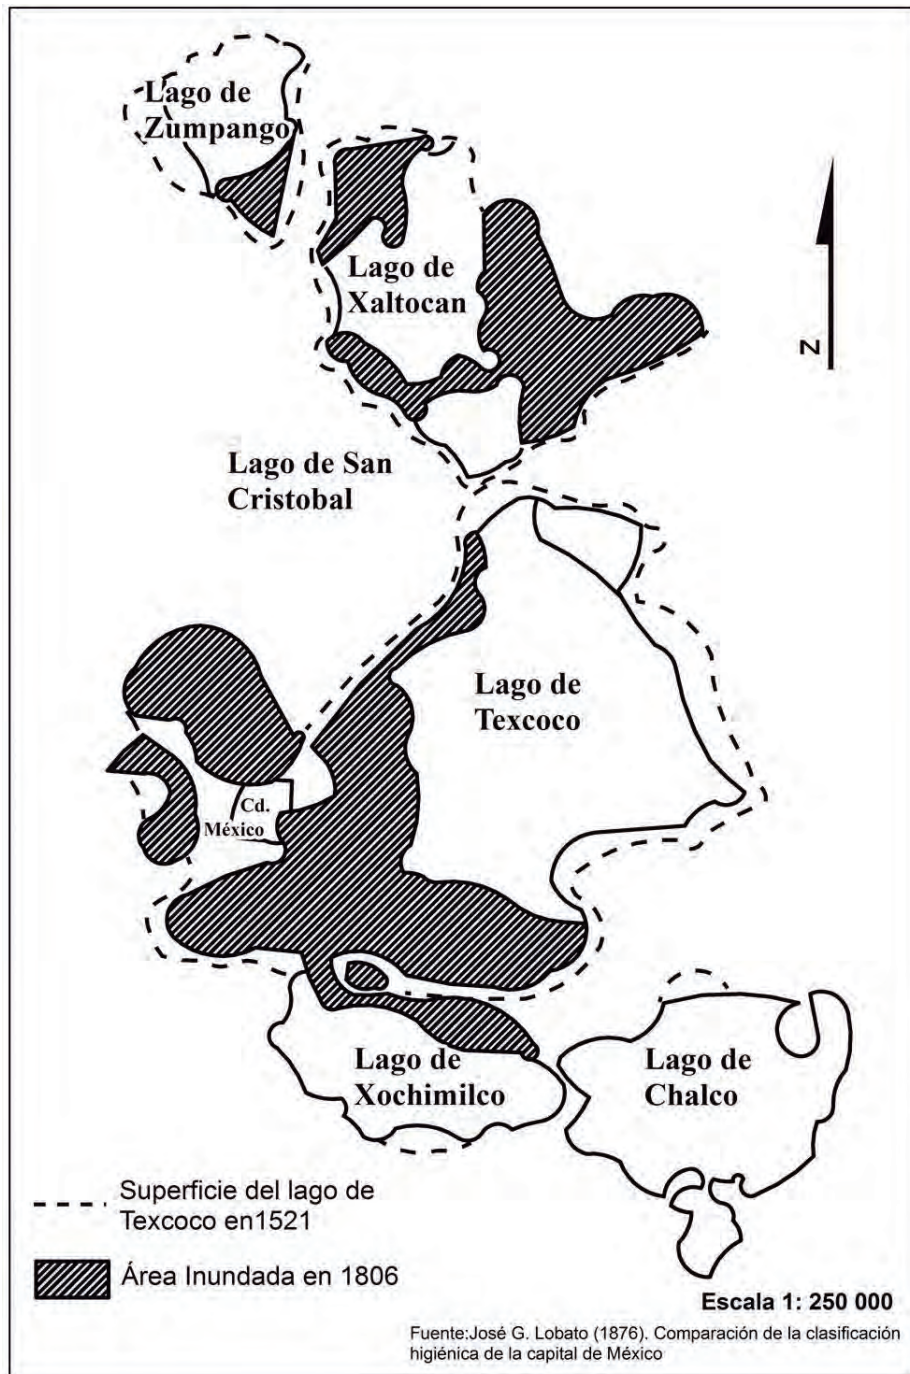 Lago de
Zumpango
Lago de
Xaltocan
N
Lago de San
Cristobal
Lago de
Texcoco
Cd.
México
Lago de
Xochimilco
Lago de
Chalco
Superficie del lago de
Texcoco en1521
Área Inundada en 1806
Escala 1: 250 000
Fuente:José G. Lobato (1876). Comparación de la clasificación
higiénica de la capital de México